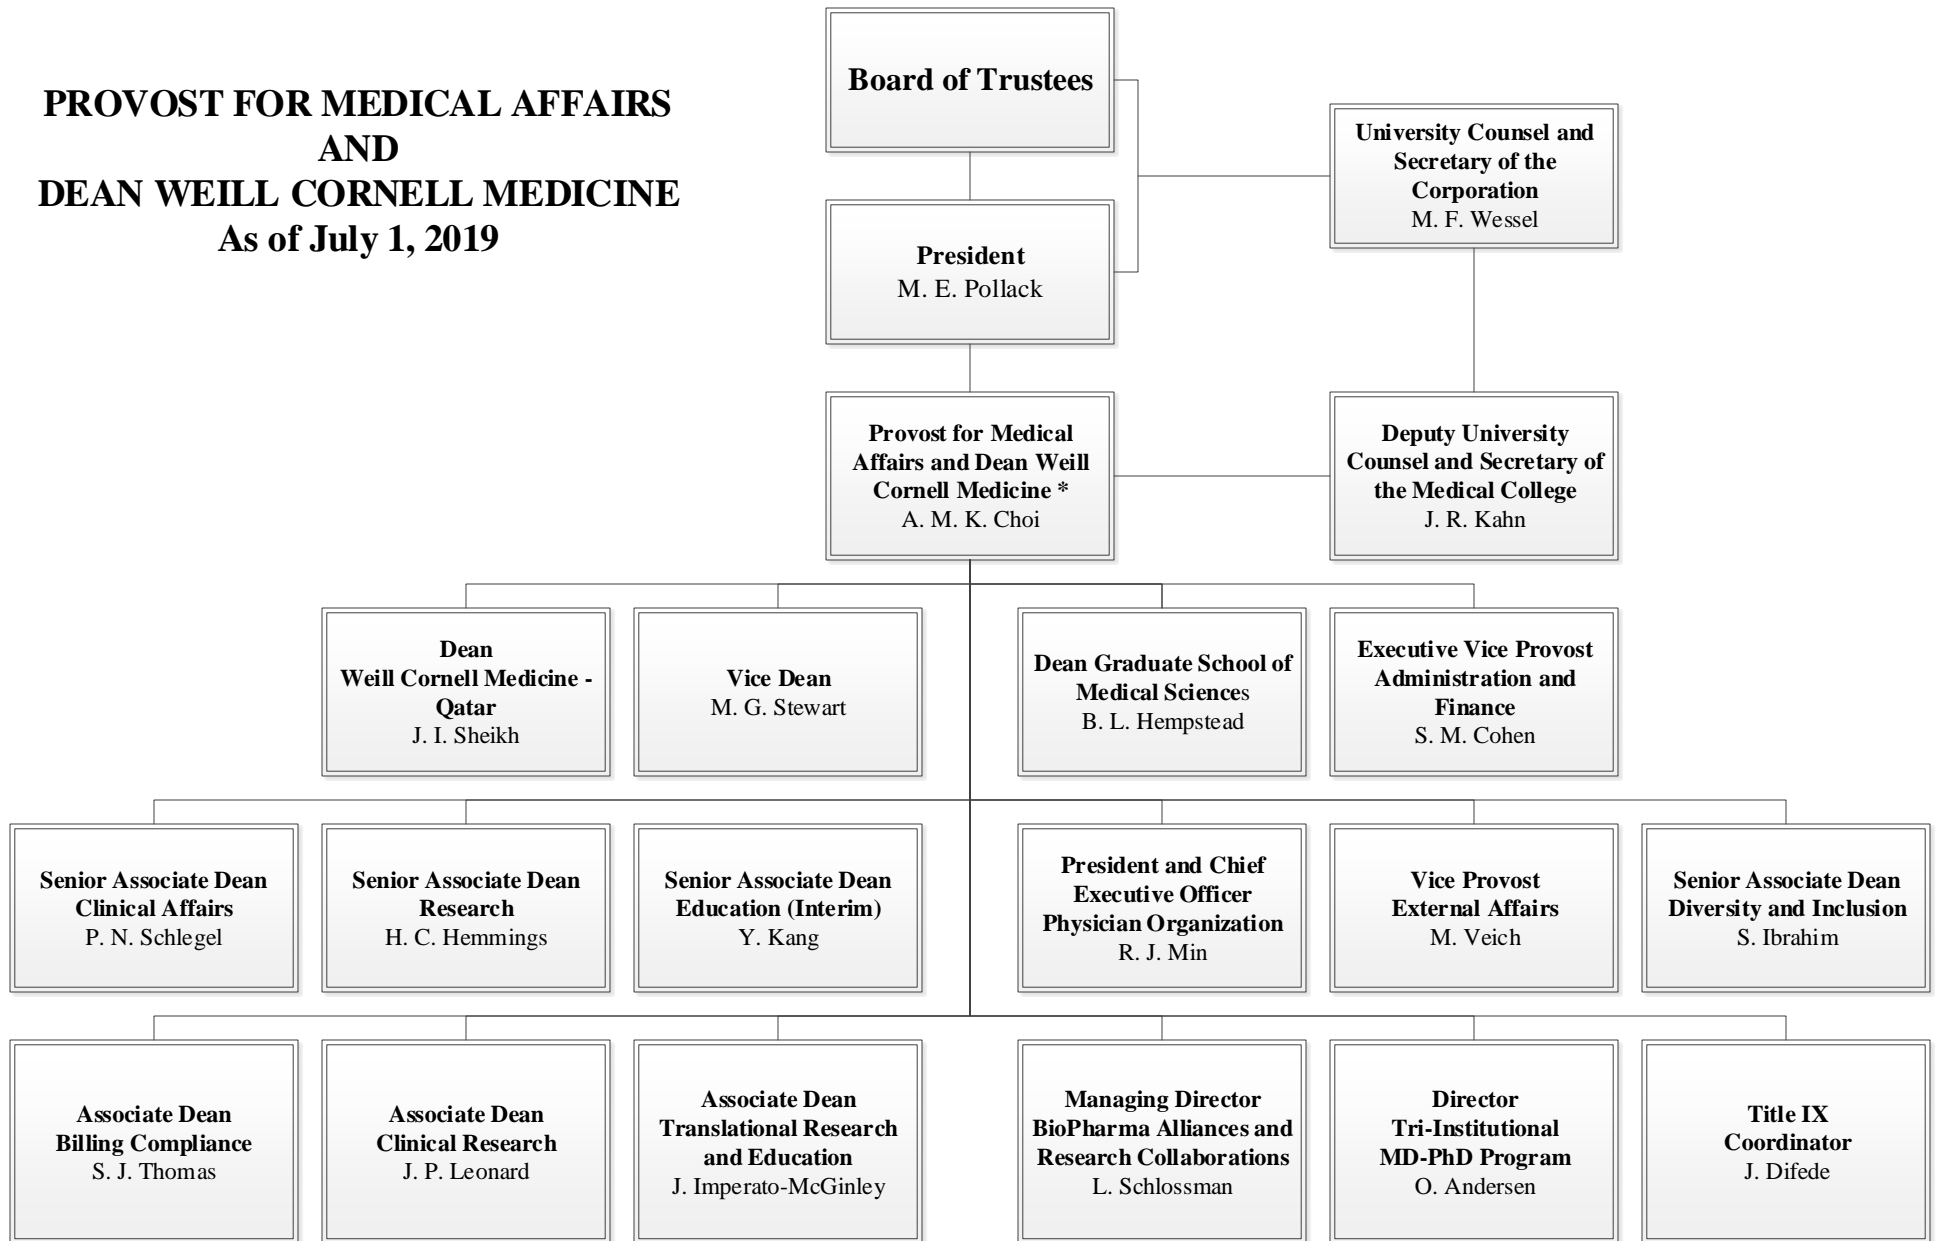 PROVOST FOR MEDICAL AFFAIRS
AND
DEAN WEILL CORNELL MEDICINE
As of July 1, 2019
Board of Trustees
University Counsel and
Secretary of the
Corporation
M. F. Wessel
President
M. E. Pollack
Provost for Medical
Affairs and Dean Weill
Cornell Medicine *
A. M. K. Choi
Deputy University
Counsel and Secretary of
the Medical College
J. R. Kahn
Dean
Weill Cornell Medicine -
Qatar
J. I. Sheikh
Vice Dean
M. G. Stewart
Dean Graduate School of
Medical Sciences
B. L. Hempstead
Executive Vice Provost
Administration and
Finance
S. M. Cohen
Senior Associate Dean
Clinical Affairs
P. N. Schlegel
Senior Associate Dean
Research
H. C. Hemmings
Senior Associate Dean
Education (Interim)
Y. Kang
President and Chief
Executive Officer
Physician Organization
R. J. Min
Vice Provost
External Affairs
M. Veich
Senior Associate Dean
Diversity and Inclusion
S. Ibrahim
Associate Dean
Billing Compliance
S. J. Thomas
Associate Dean
Clinical Research
J. P. Leonard
Associate Dean
Translational Research
and Education
J. Imperato-McGinley
Managing Director
BioPharma Alliances and
Research Collaborations
L. Schlossman
Director
Tri-Institutional
MD-PhD Program
O. Andersen
Title IX
Coordinator
J. Difede